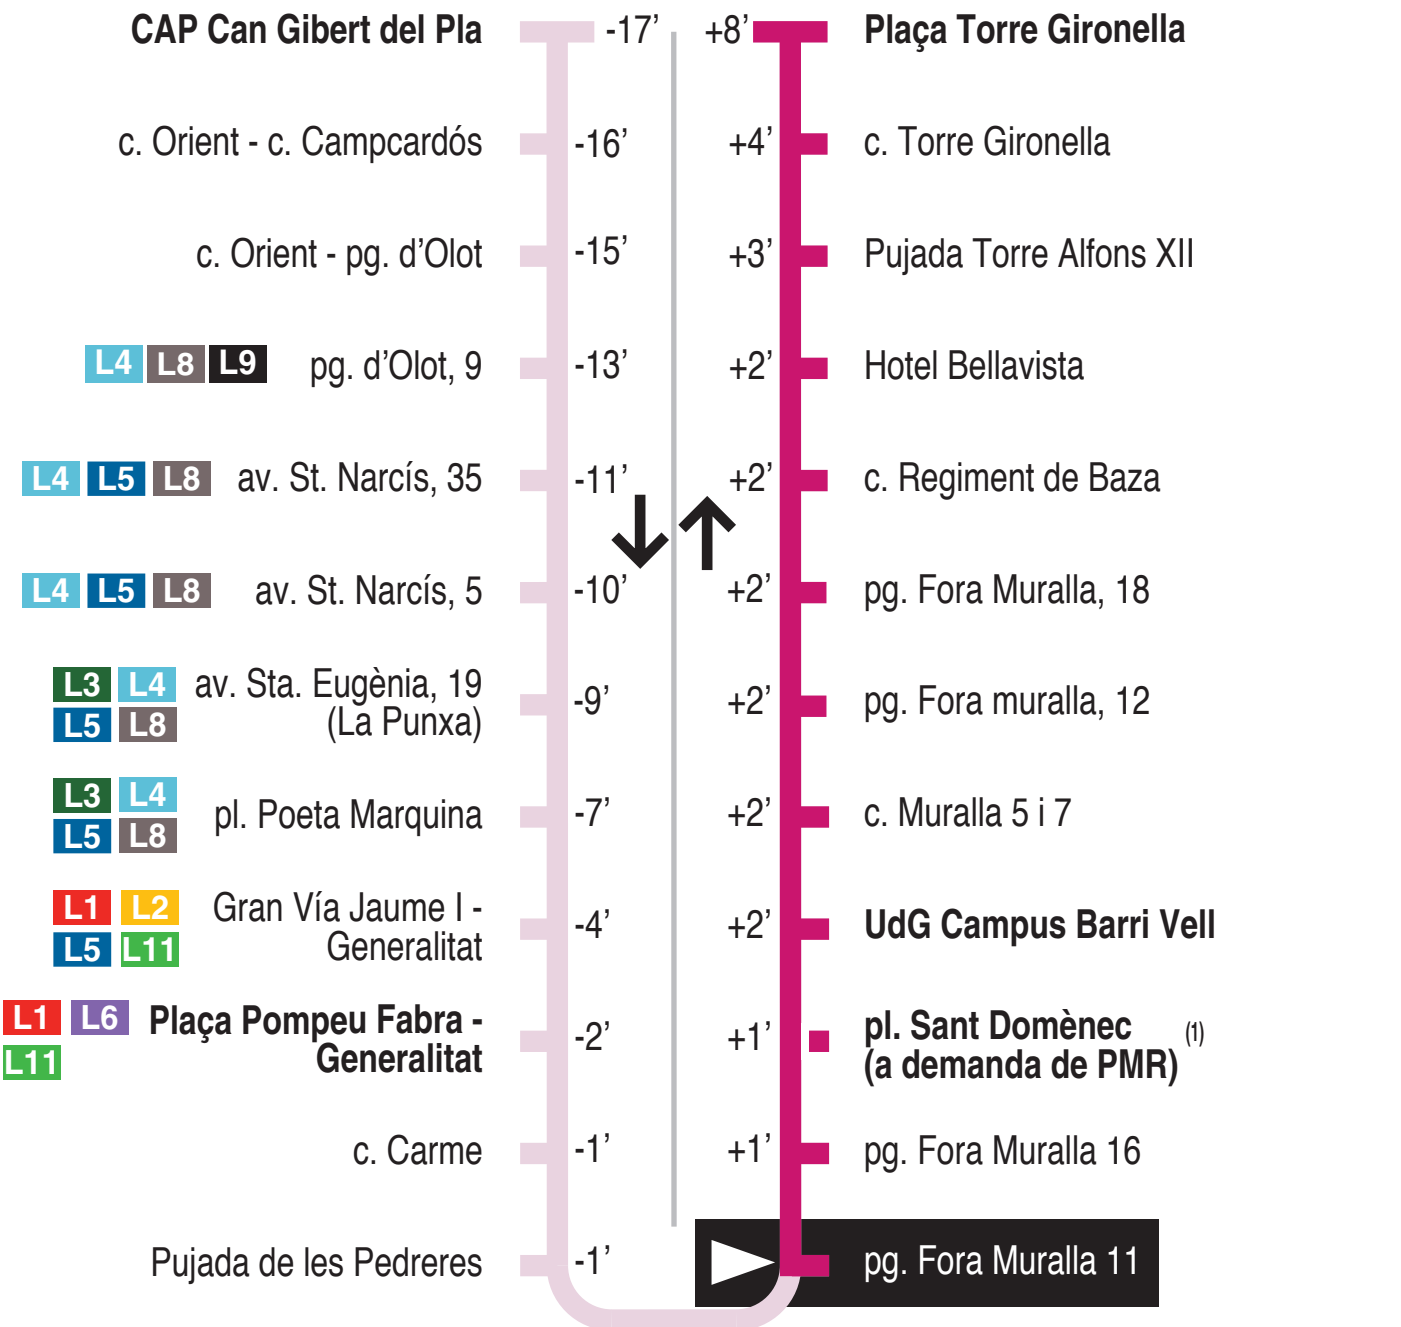 CAP Can Gibert del Pla -17’
c. Orient - c. Campcardós -16’
c. Orient - pg. d’Olot -15’
L4 L8 L9 pg. d’Olot, 9 -13’
L4 L5 L8 av. St. Narcís, 35 -11’
L4 L5 L8 av. St. Narcís, 5 -10’
L3 L4 av. Sta. Eugènia, 19 -9’
L5 L8 (La Punxa)
L3 L4
pl. Poeta Marquina -7’
L5 L8
L1 L2 Gran Vía Jaume I - -4’
L5 L11 Generalitat
L1 L6 Plaça Pompeu Fabra - -2’
L11 Generalitat
c. Carme -1’
Pujada de les Pedreres -1’
+8’ Plaça Torre Gironella
+4’ c. Torre Gironella
+3’ Pujada Torre Alfons XII
+2’ Hotel Bellavista
+2’ c. Regiment de Baza
+2’ pg. Fora Muralla, 18
+2’ pg. Fora muralla, 12
+2’ c. Muralla 5 i 7
+2’ UdG Campus Barri Vell
+1’ pl. Sant Domènec (1)
(a demanda de PMR)
+1’ pg. Fora Muralla 16
pg. Fora Muralla 11